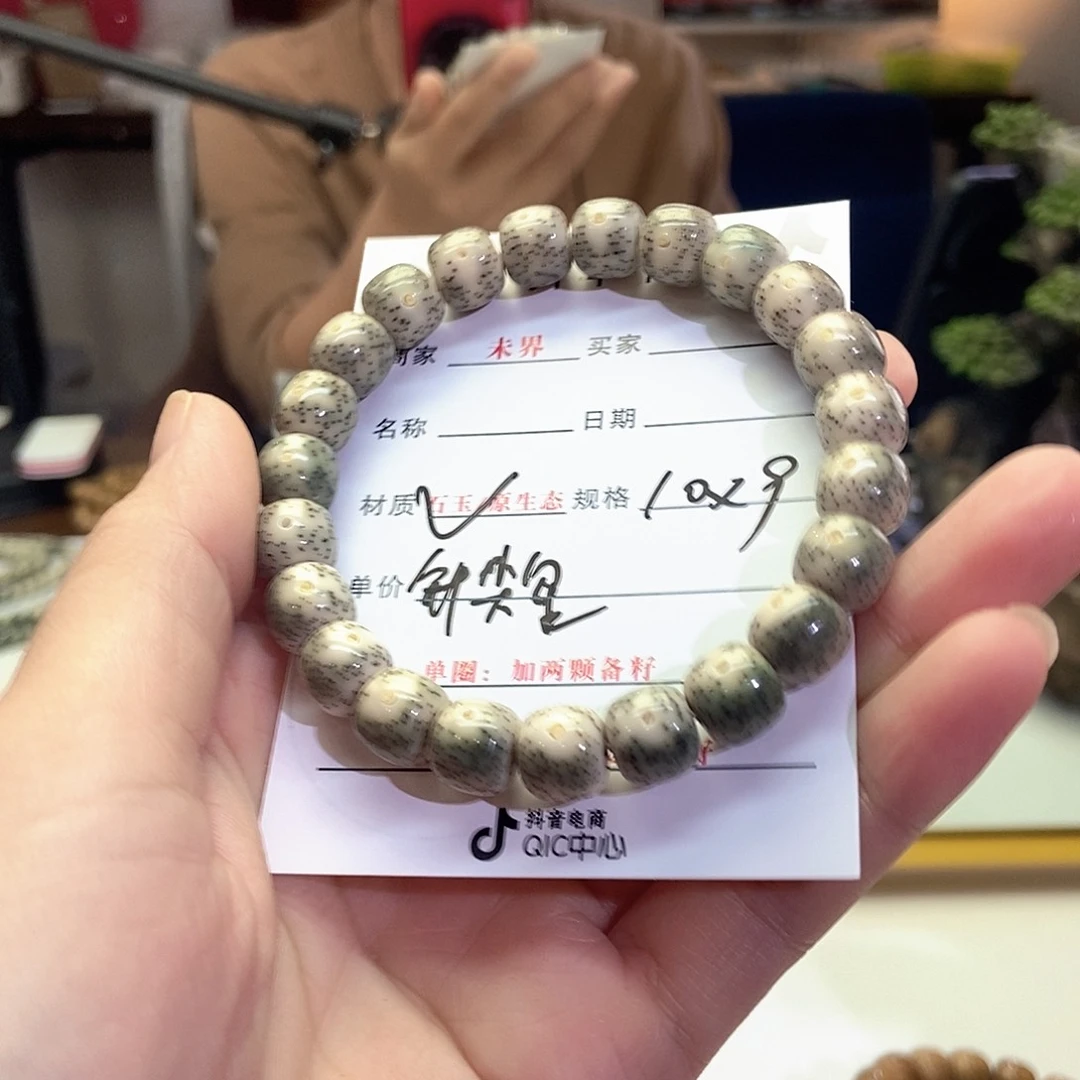 商家 未界 买家
名称 日期
材质 石玉/原生态 规格 10x9
单价 针尖星
单圈：加两颗备籽
抖音电商
QIC中心